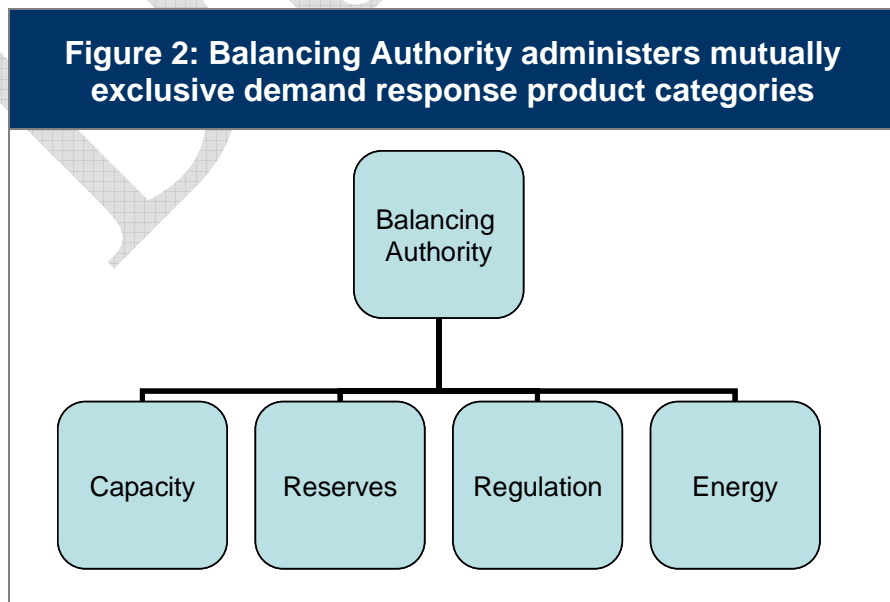 Figure 2: Balancing Authority administers mutually
exclusive demand response product categories
Balancing
Authority
Capacity
Reserves
Regulation
Energy